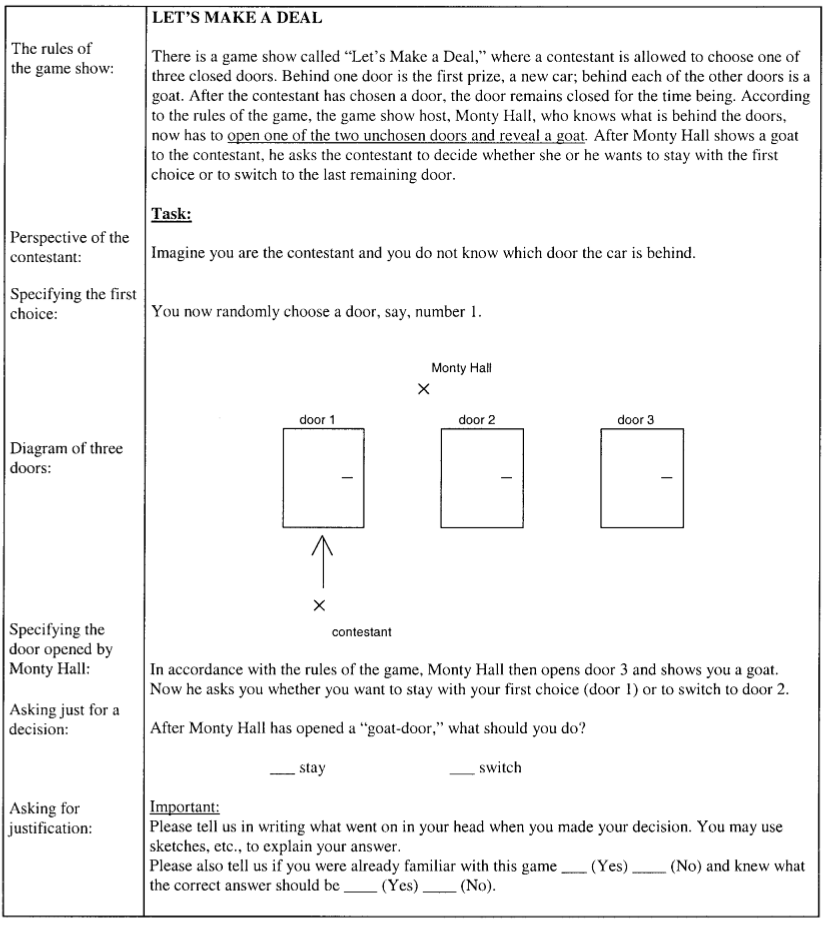 LET'S MAKE A DEAL
The rules of
the game show:
There is a game show called “Let's Make a Deal,” where a contestant is allowed to choose one of
three closed doors. Behind one door is the first prize, a new car; behind each of the other doors is a
goat. After the contestant has chosen a door, the door remains closed for the time being. According
to the rules of the game, the game show host, Monty Hall, who knows what is behind the doors,
now has to open one of the two unchosen doors and reveal a goat. After Monty Hall shows a goat
to the contestant, he asks the contestant to decide whether she or he wants to stay with the first
choice or to switch to the last remaining door.
Task:
Perspective of the
contestant:
Imagine you are the contestant and you do not know which door the car is behind.
Specifying the first
choice:
You now randomly choose a door, say, number 1.
Monty Hall
×
door 1 door 2 door 3
Diagram of three
doors:
×
contestant
Specifying the
door opened by
Monty Hall:
In accordance with the rules of the game, Monty Hall then opens door 3 and shows you a goat.
Now he asks you whether you want to stay with your first choice (door 1) or to switch to door 2.
Asking just for a
decision:
After Monty Hall has opened a “goat-door,” what should you do?
___ stay ___ switch
Asking for
justification:
Important:
Please tell us in writing what went on in your head when you made your decision. You may use
sketches, etc., to explain your answer.
Please also tell us if you were already familiar with this game ___ (Yes) ____ (No) and knew what
the correct answer should be ____ (Yes) ____ (No).